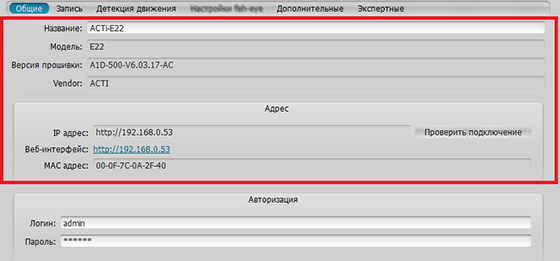 Общие Запись Детекция движения Настройки fish-eye Дополнительные Экспертные
Название: ACTi-E22
Модель: E22
Версия прошивки: A1D-500-V6.03.17-AC
Vendor: ACTI
Адрес
IP адрес: http://192.168.0.53 Проверить подключение
Веб-интерфейс: http://192.168.0.53
MAC адрес: 00-0F-7C-0A-2F-40
Авторизация
Логин: admin
Пароль: ******